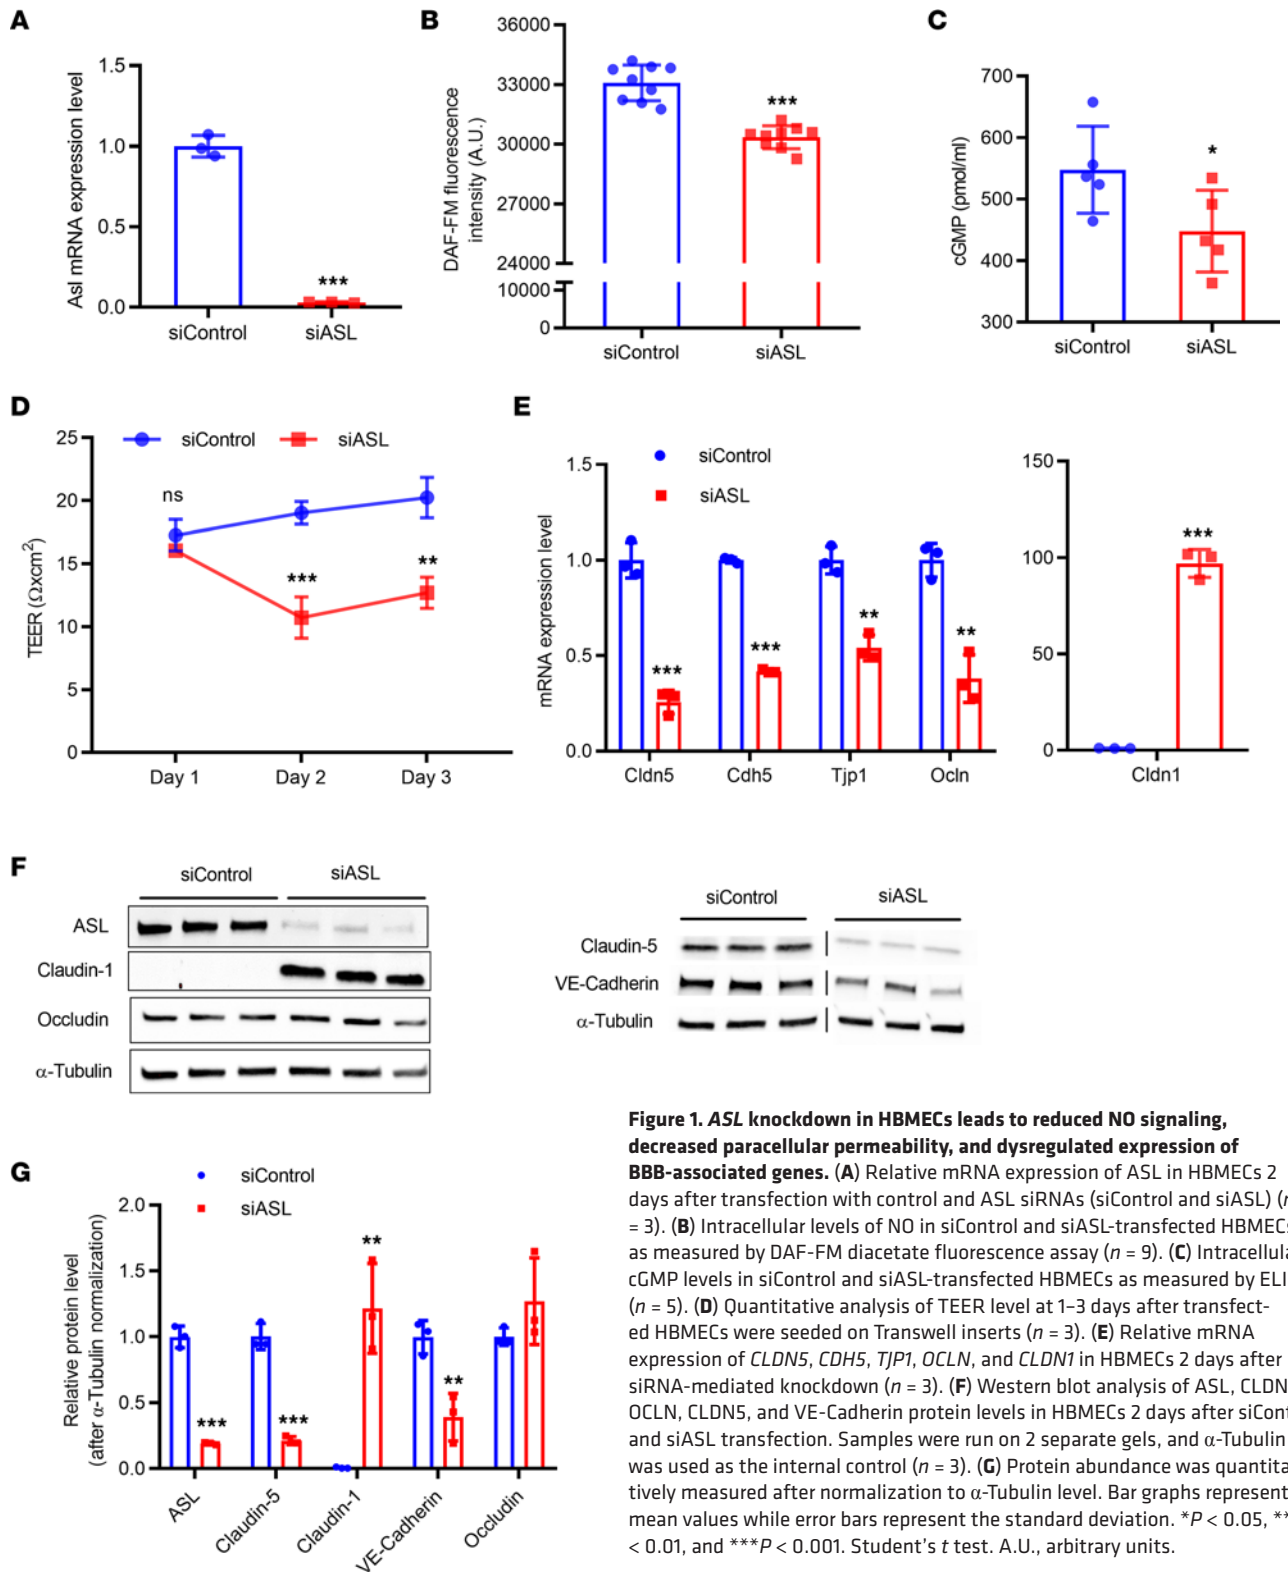 A
1.5
1.0
0.5
0.0
Asl mRNA expression level
***
siControl
siASL
B
36000
33000
30000
27000
24000
10000
0
DAF-FM fluorescence
intensity (A.U.)
***
siControl
siASL
C
700
600
500
400
300
cGMP (pmol/ml)
*
siControl
siASL
D
25
20
15
10
5
0
TEER (Ωxcm²)
siControl
siASL
ns
***
**
Day 1
Day 2
Day 3
E
siControl
siASL
1.5
1.0
0.5
0.0
mRNA expression level
***
***
**
**
Cldn5
Cdh5
Tjp1
Ocln
150
100
50
0
***
Cldn1
F
siControl
siASL
ASL
Claudin-1
Occludin
α-Tubulin
siControl
siASL
Claudin-5
VE-Cadherin
α-Tubulin
G
siControl
siASL
2.0
1.5
1.0
0.5
0.0
Relative protein level
(after α-Tubulin normalization)
***
***
**
**
ASL
Claudin-5
Claudin-1
VE-Cadherin
Occludin
Figure 1. ASL knockdown in HBMECs leads to reduced NO signaling,
decreased paracellular permeability, and dysregulated expression of
BBB-associated genes. (A) Relative mRNA expression of ASL in HBMECs 2
days after transfection with control and ASL siRNAs (siControl and siASL) (n
= 3). (B) Intracellular levels of NO in siControl and siASL-transfected HBMECs
as measured by DAF-FM diacetate fluorescence assay (n = 9). (C) Intracellula
cGMP levels in siControl and siASL-transfected HBMECs as measured by ELI
(n = 5). (D) Quantitative analysis of TEER level at 1–3 days after transfect-
ed HBMECs were seeded on Transwell inserts (n = 3). (E) Relative mRNA
expression of CLDN5, CDH5, TJP1, OCLN, and CLDN1 in HBMECs 2 days after
siRNA-mediated knockdown (n = 3). (F) Western blot analysis of ASL, CLDN
OCLN, CLDN5, and VE-Cadherin protein levels in HBMECs 2 days after siCont
and siASL transfection. Samples were run on 2 separate gels, and α-Tubulin
was used as the internal control (n = 3). (G) Protein abundance was quantita
tively measured after normalization to α-Tubulin level. Bar graphs represent
mean values while error bars represent the standard deviation. *P < 0.05, **
< 0.01, and ***P < 0.001. Student's t test. A.U., arbitrary units.